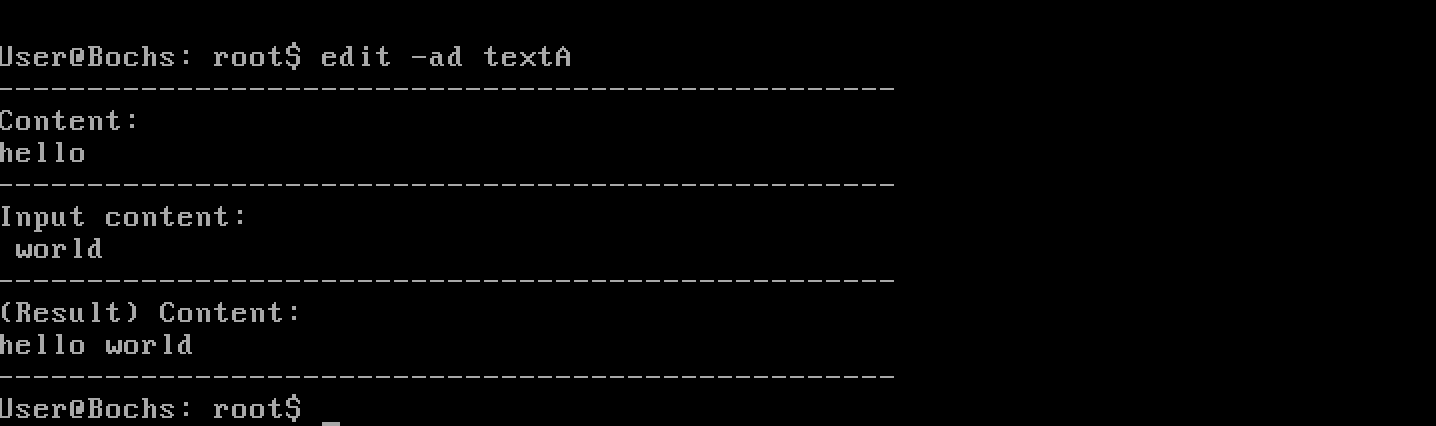 User@Bochs: root$ edit -ad textA
--------------------------------------------------
Content:
hello
--------------------------------------------------
Input content:
 world
--------------------------------------------------
(Result) Content:
hello world
--------------------------------------------------
User@Bochs: root$ _